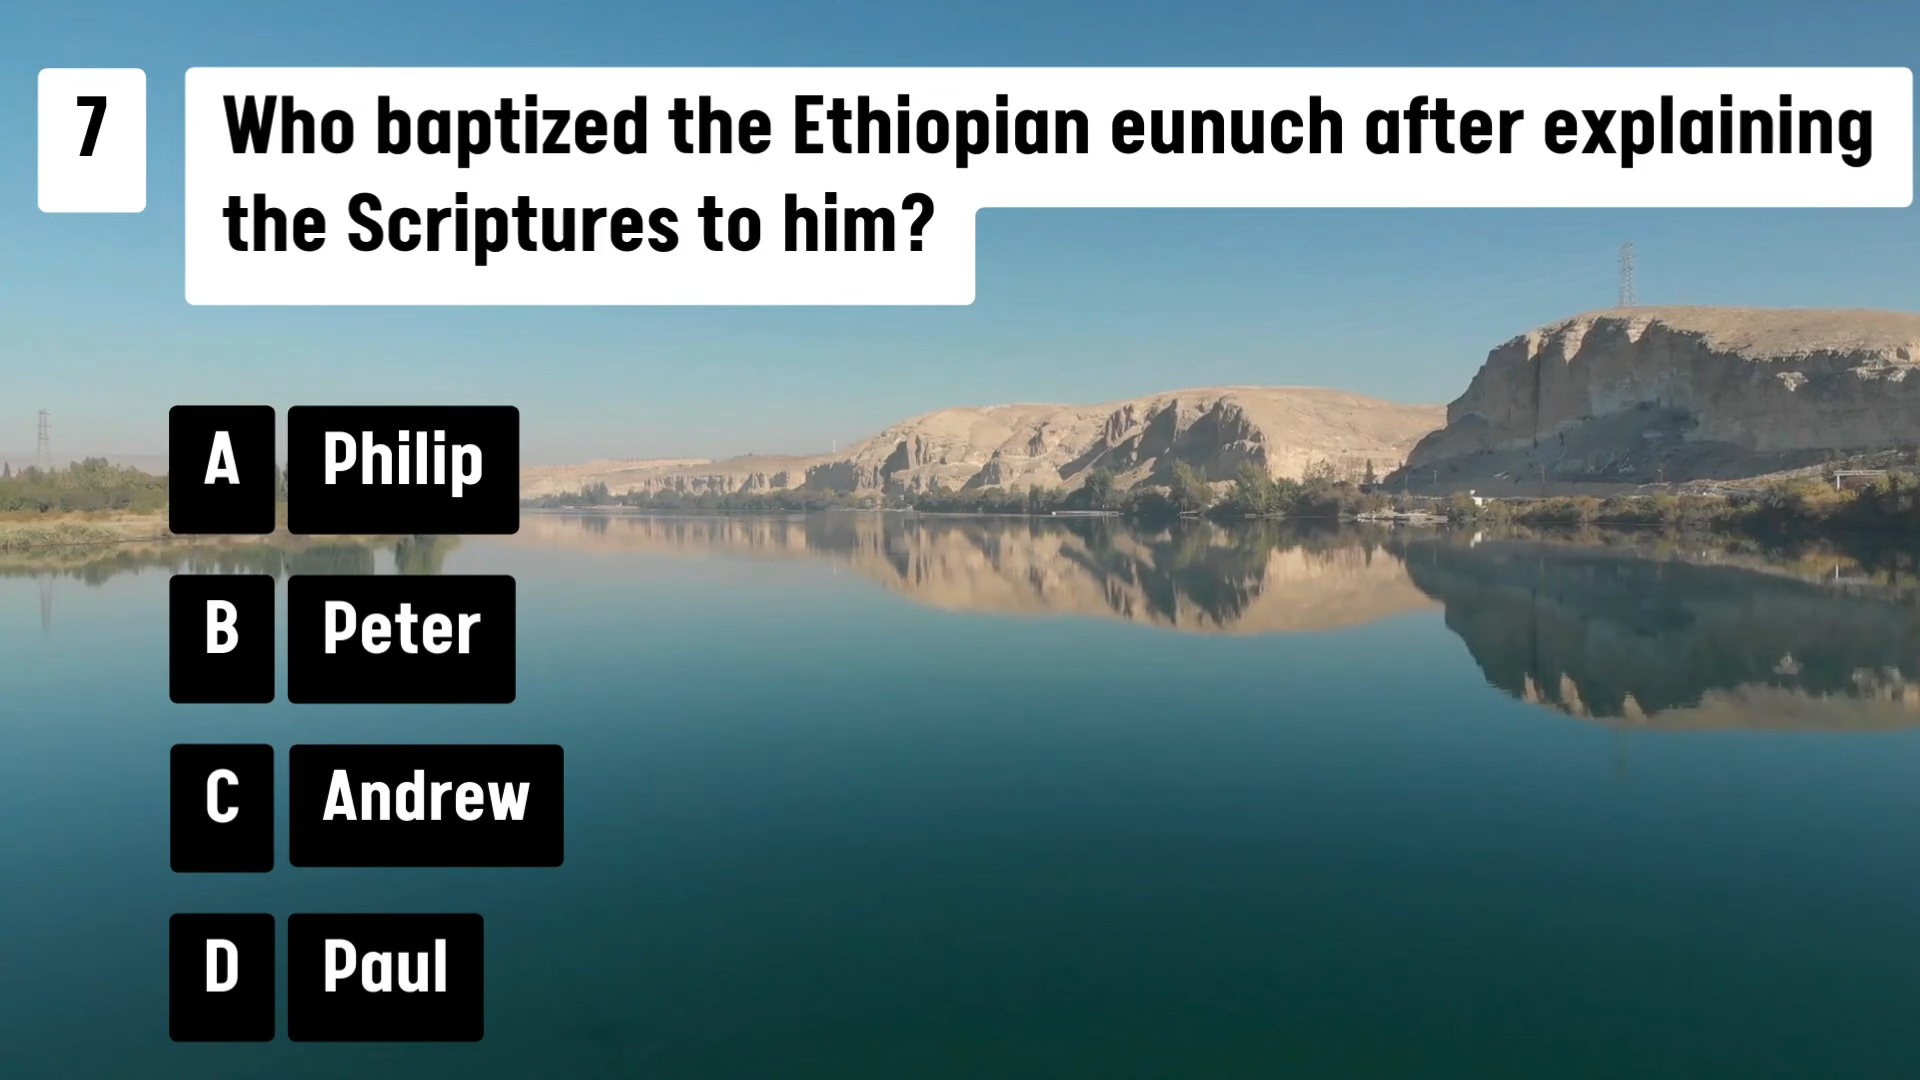 7
Who baptized the Ethiopian eunuch after explaining
the Scriptures to him?
A Philip
B Peter
C Andrew
D Paul